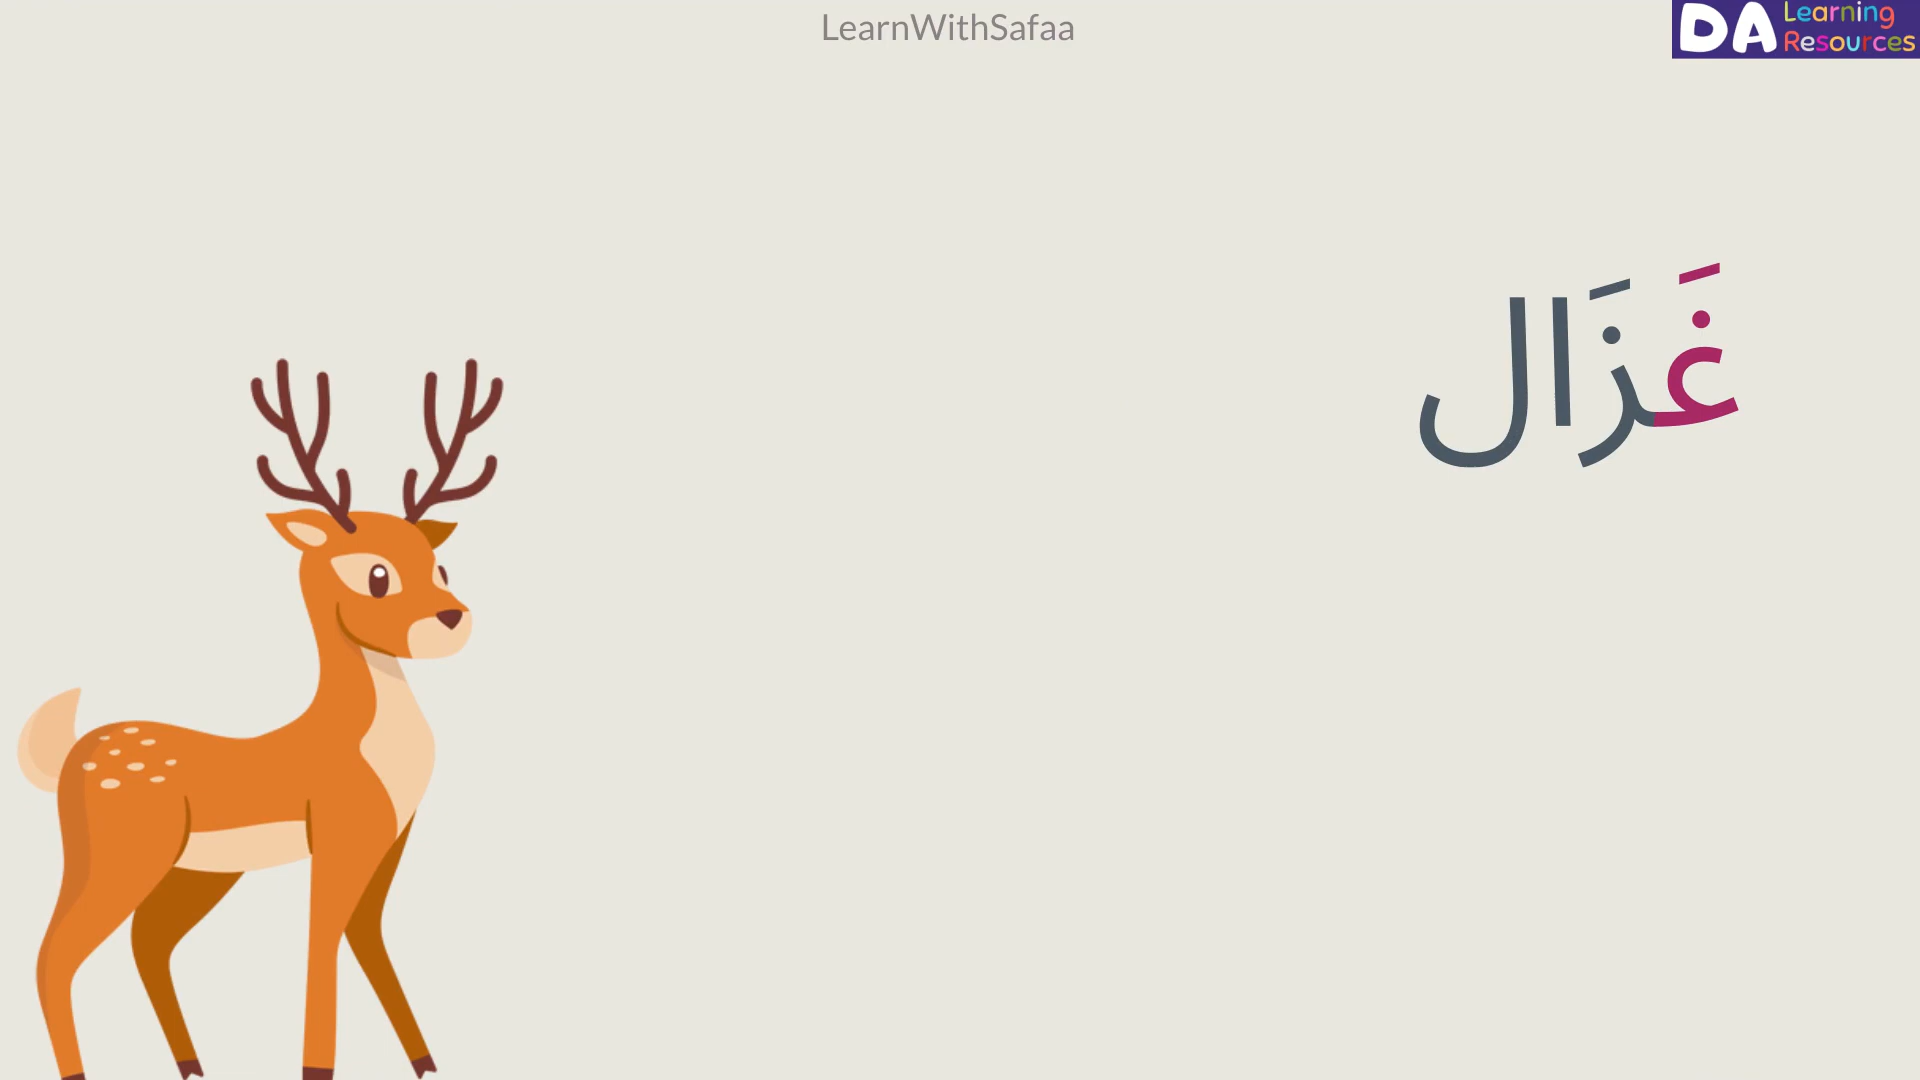 LearnWithSafaa
DA Learning
Resources
غَزَال